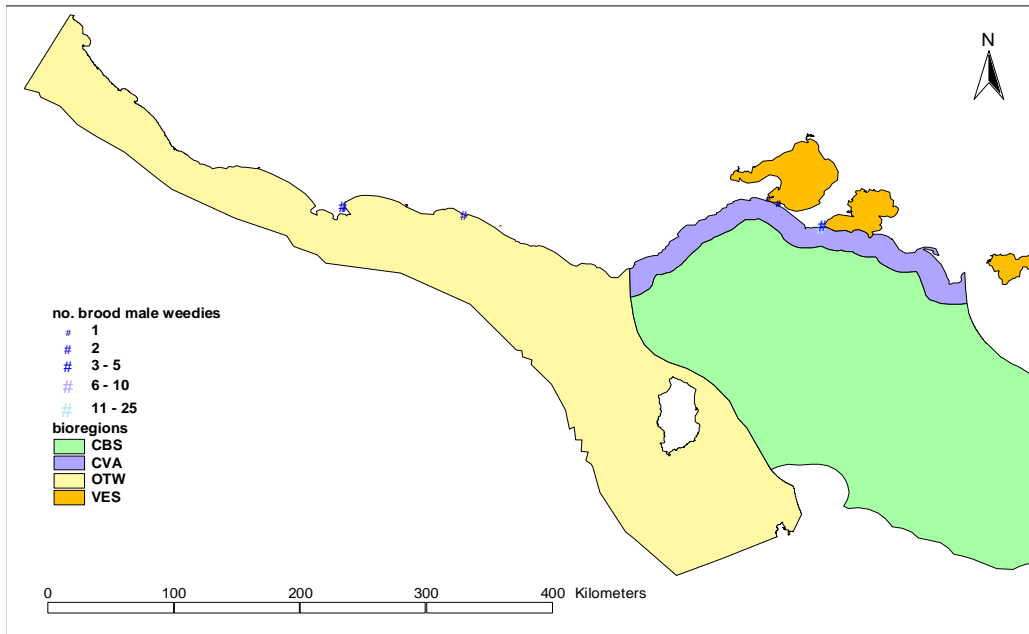 N
no. brood male weedies
# 1
# 2
# 3 - 5
# 6 - 10
# 11 - 25
bioregions
CBS
CVA
OTW
VES
0 100 200 300 400 Kilometers